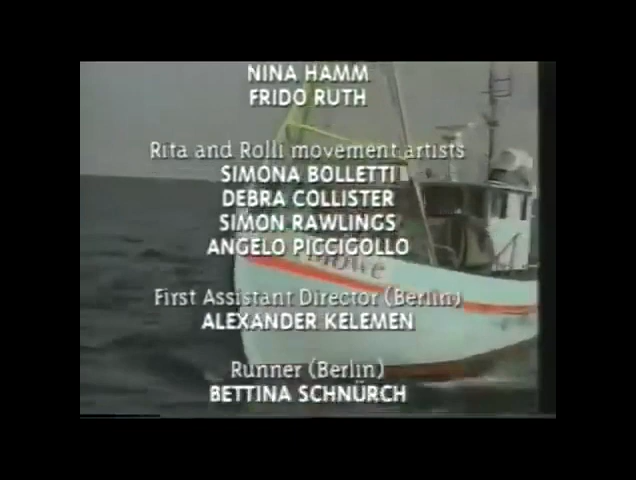 NINA HAMM
FRIDO RUTH
Rita and Rolli movement artists
SIMONA BOLLETTI
DEBRA COLLISTER
SIMON RAWLINGS
ANGELO PICCIGOLLO
Möwe
First Assistant Director (Berlin)
ALEXANDER KELEMEN
Runner (Berlin)
BETTINA SCHNÜRCH